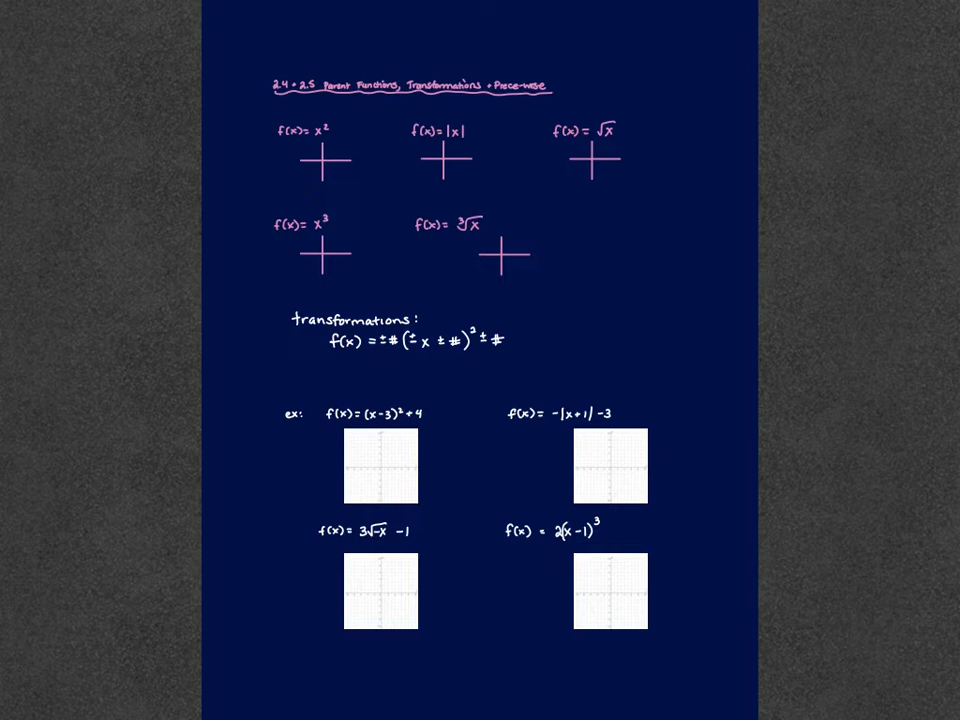 2.4 + 2.5 Parent Functions, Transformations + Piece-wise
f(x)= x² f(x)= |x| f(x)= √x
f(x)= x³ f(x)= ∛x
transformations:
f(x) = ±#(± x ± #)² ± #
ex: f(x)= (x-3)² + 4 f(x)= -|x+1| -3
f(x)= 3√-x -1 f(x) = 2(x-1)³